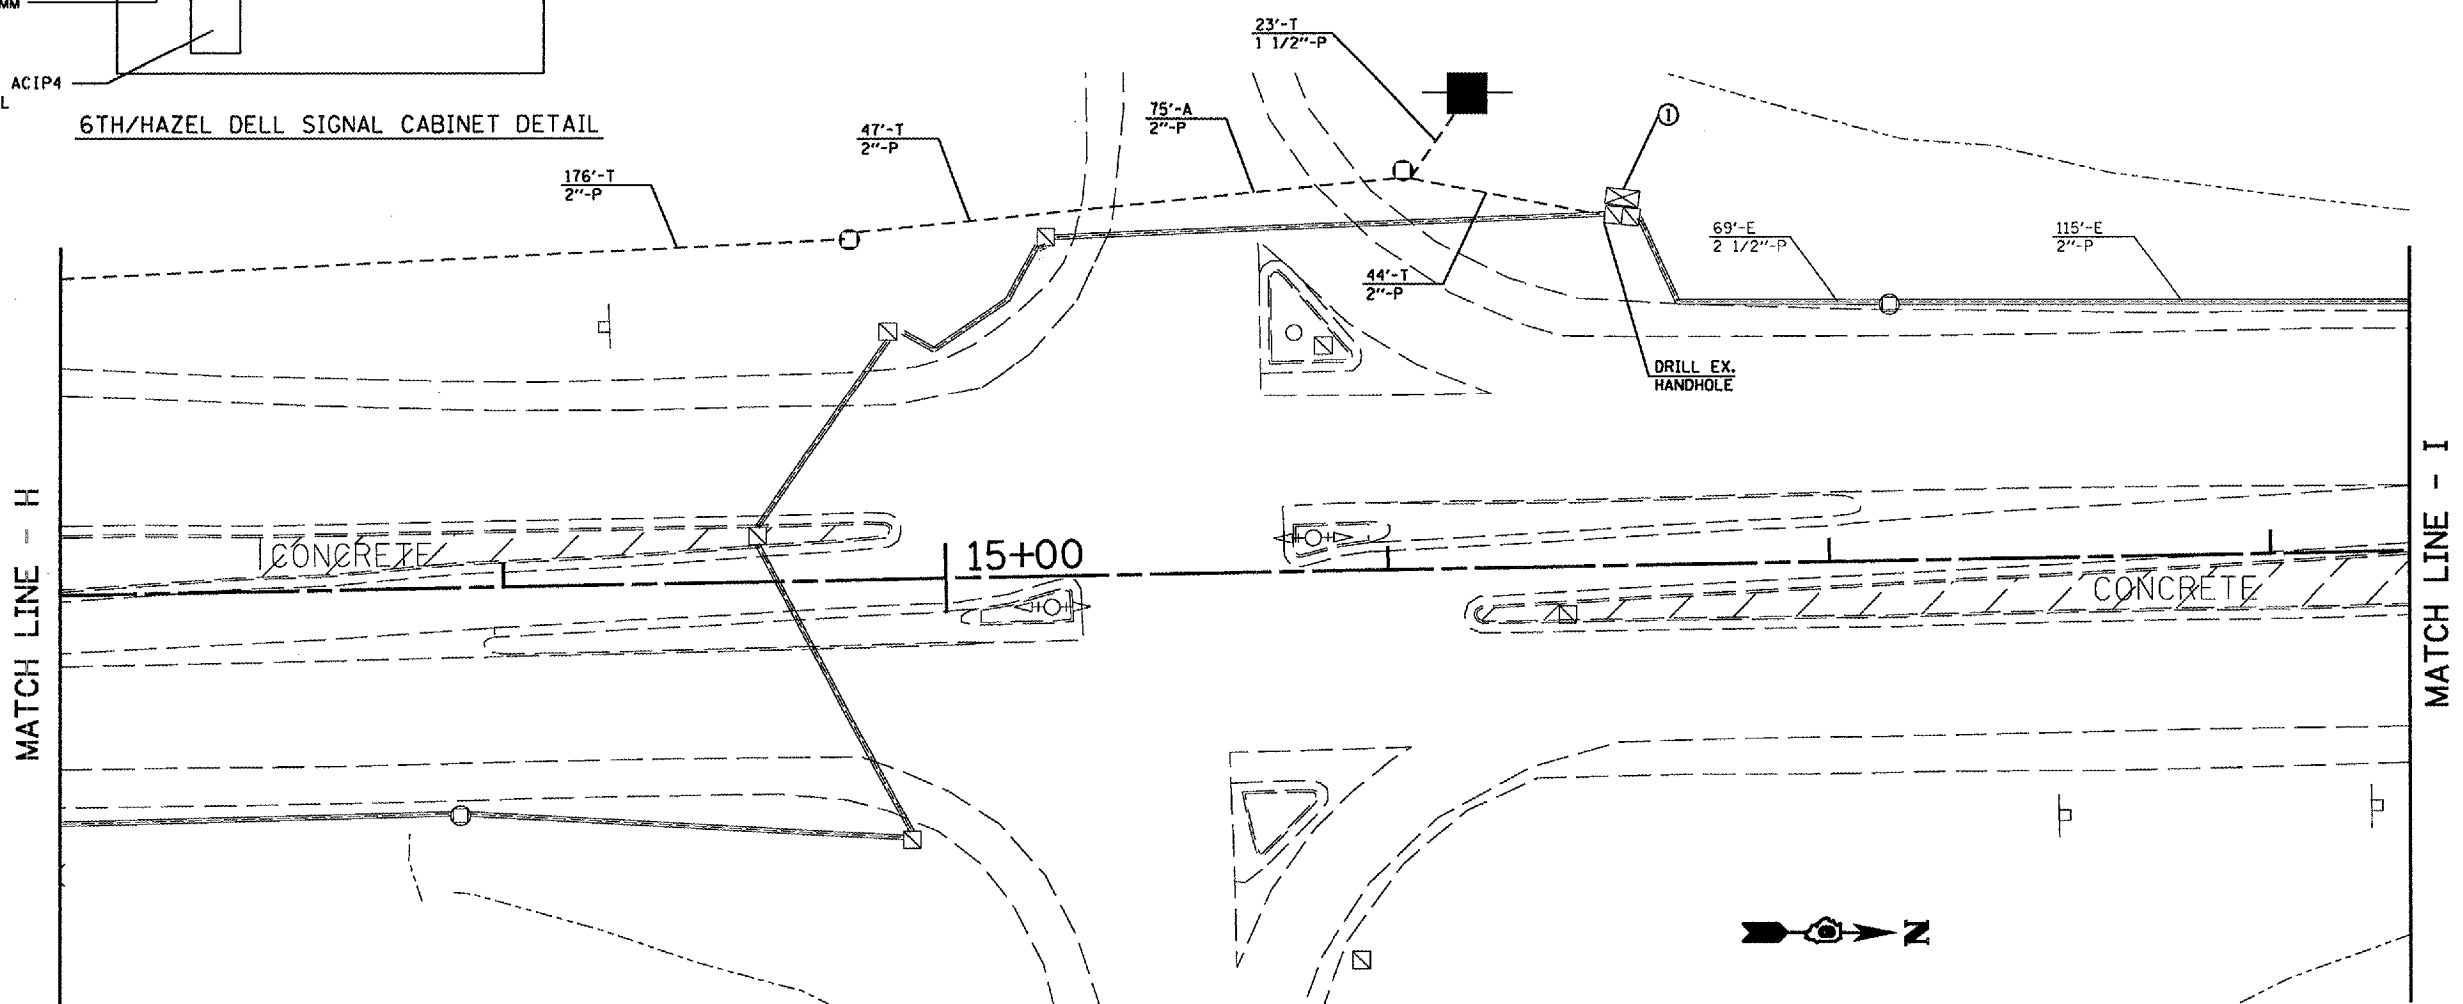 MM
ACIP4
L
6TH/HAZEL DELL SIGNAL CABINET DETAIL
23'-T
1 1/2"-P
75'-A
2"-P
47'-T
2"-P
176'-T
2"-P
1
69'-E
2 1/2"-P
115'-E
2"-P
44'-T
2"-P
DRILL EX.
HANDHOLE
MATCH LINE - H
CONCRETE
15+00
CONCRETE
MATCH LINE - I
N